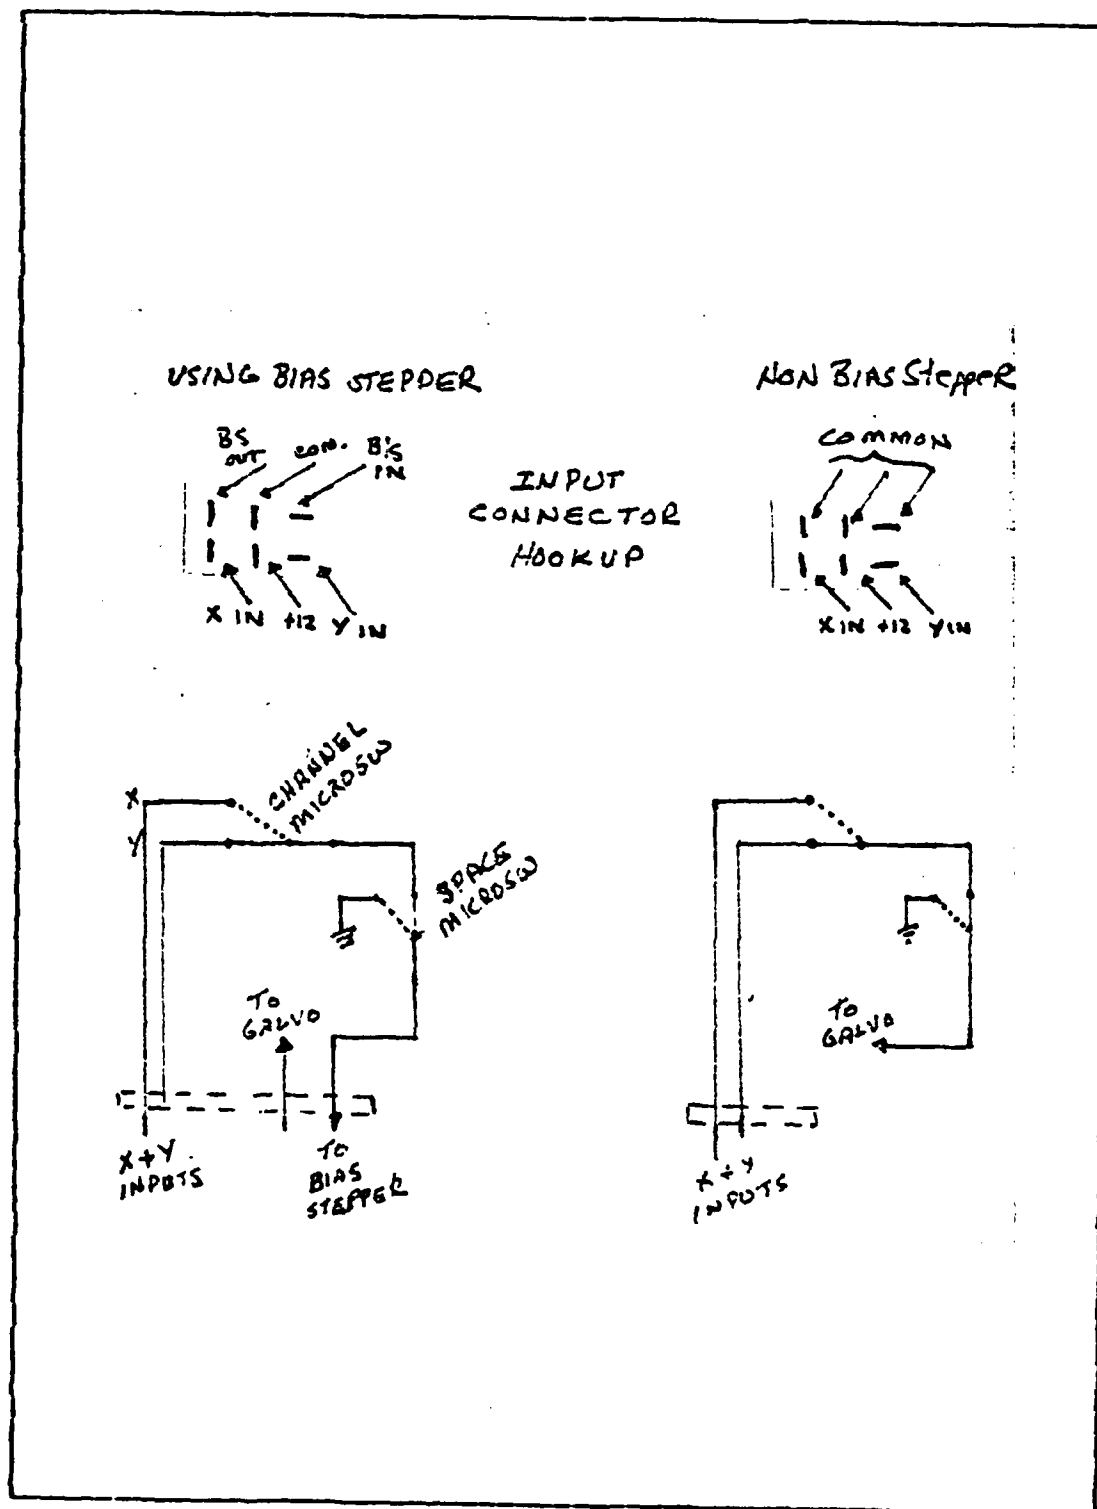 USING BIAS STEPPER
NON BIAS Stepper
BS
OUT
COM.
B.S
IN
INPUT
CONNECTOR
HOOKUP
COMMON
X IN
+12
Y IN
X IN
+12
Y IN
X
Y
CHANNEL
MICROSW
SPACE
MICROSW
TO
GALVO
TO
GALVO
X + Y
INPUTS
TO
BIAS
STEPPER
X + Y
INPUTS